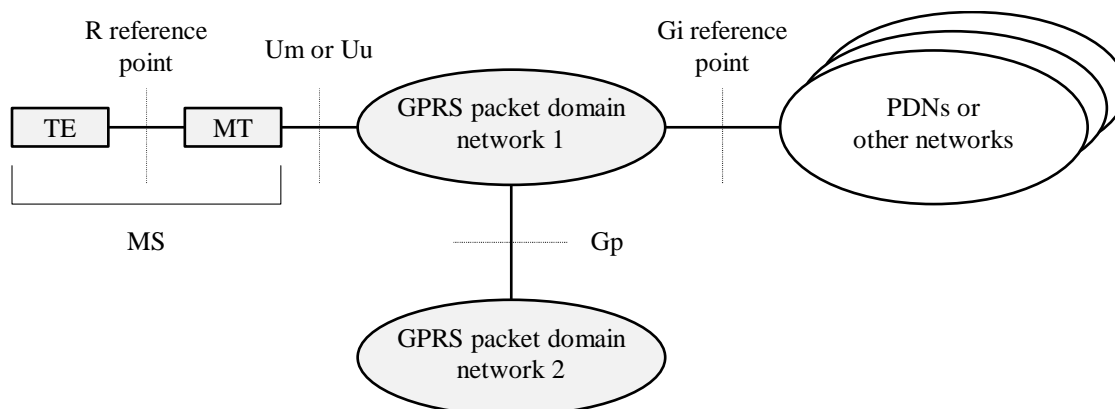 R reference
point
Um or Uu
Gi reference
point
TE
MT
GPRS packet domain
network 1
PDNs or
other networks
MS
Gp
GPRS packet domain
network 2